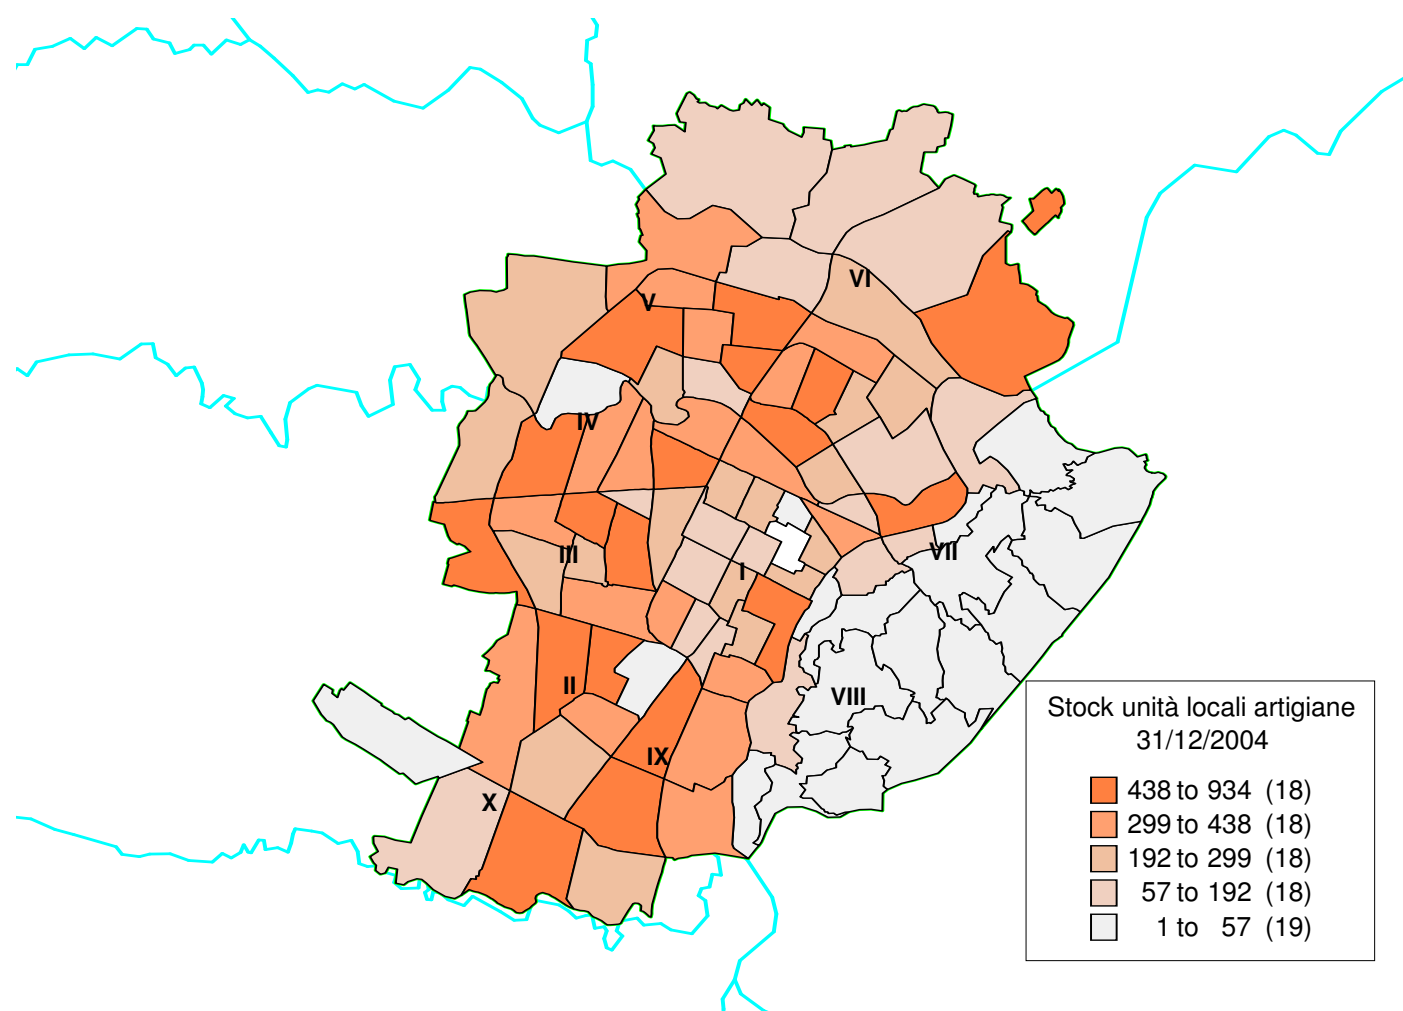 VI
V
IV
III
I
VII
II
VIII
IX
X
Stock unità locali artigiane
31/12/2004
438 to 934 (18)
299 to 438 (18)
192 to 299 (18)
57 to 192 (18)
1 to 57 (19)